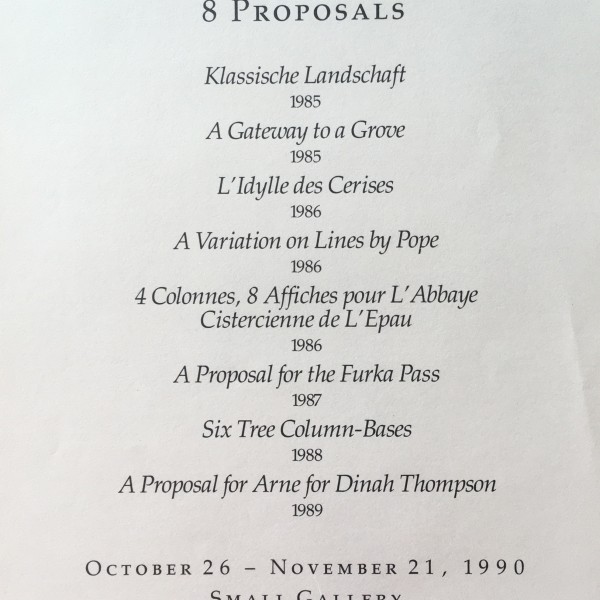 8 PROPOSALS
Klassische Landschaft
1985
A Gateway to a Grove
1985
L'Idylle des Cerises
1986
A Variation on Lines by Pope
1986
4 Colonnes, 8 Affiches pour L'Abbaye
Cistercienne de L'Epau
1986
A Proposal for the Furka Pass
1987
Six Tree Column-Bases
1988
A Proposal for Arne for Dinah Thompson
1989
OCTOBER 26 – NOVEMBER 21, 1990
SMALL GALLERY